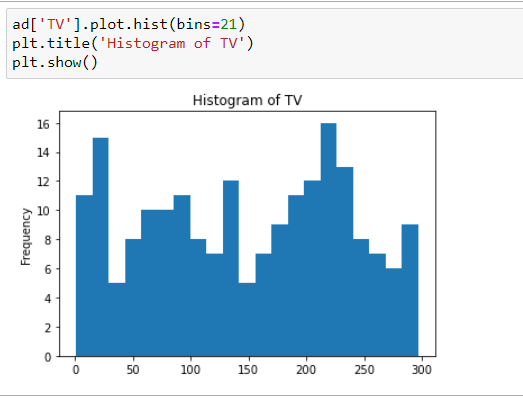 ad['TV'].plot.hist(bins=21)
plt.title('Histogram of TV')
plt.show()
Histogram of TV
Frequency
16
14
12
10
8
6
4
2
0
0 50 100 150 200 250 300